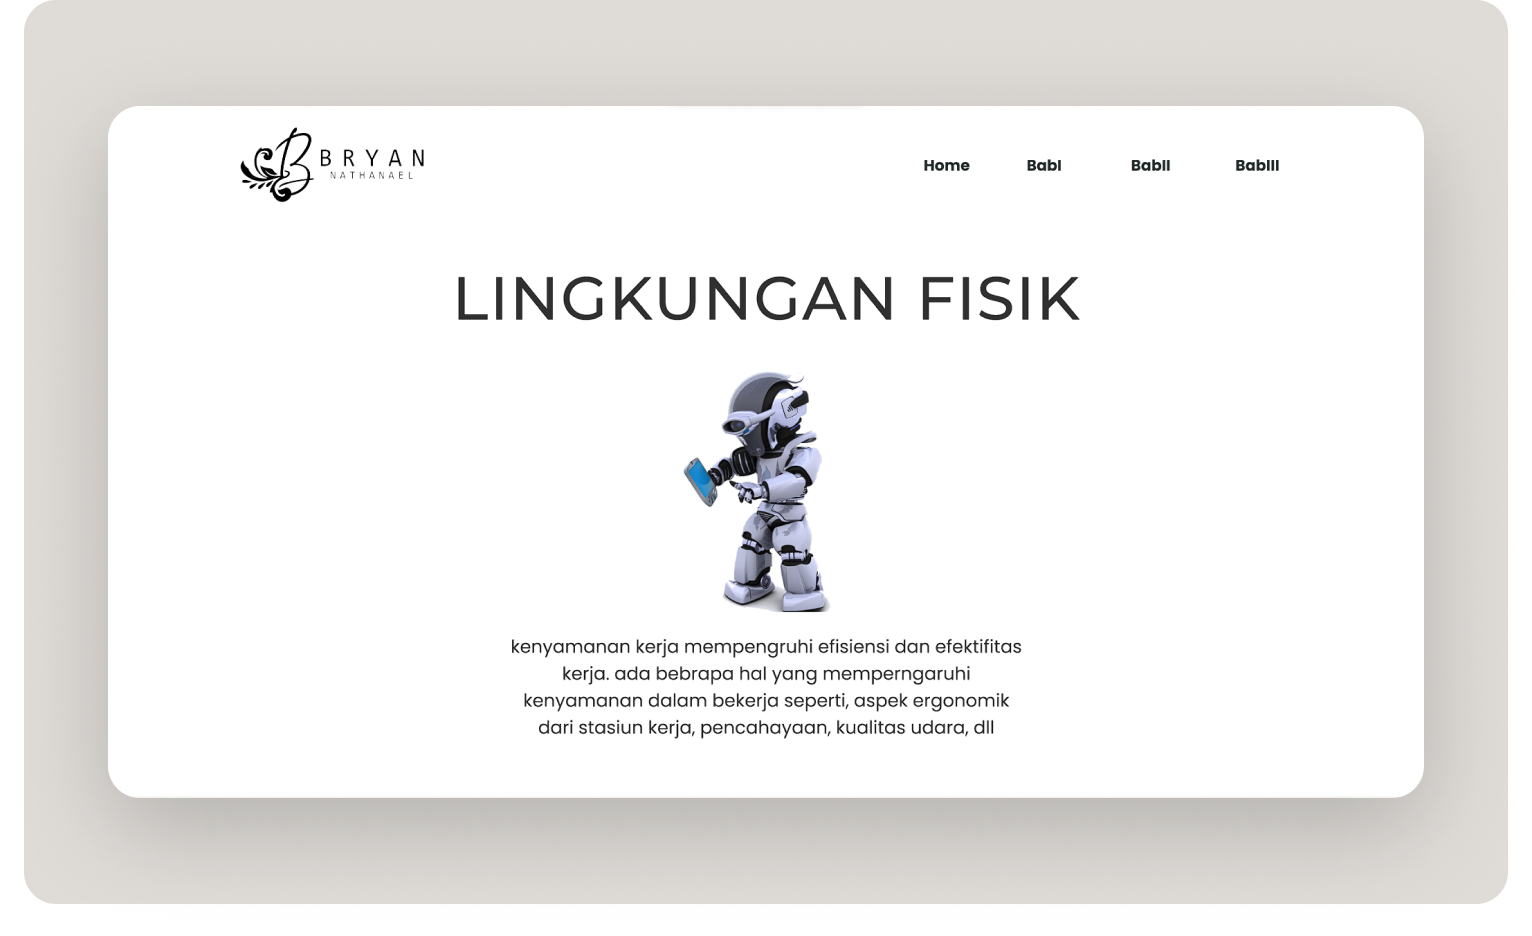 BRYAN
NATHANAEL
Home BabI BabII BabIII
LINGKUNGAN FISIK
kenyamanan kerja mempengruhi efisiensi dan efektifitas
kerja. ada bebrapa hal yang memperngaruhi
kenyamanan dalam bekerja seperti, aspek ergonomik
dari stasiun kerja, pencahayaan, kualitas udara, dll